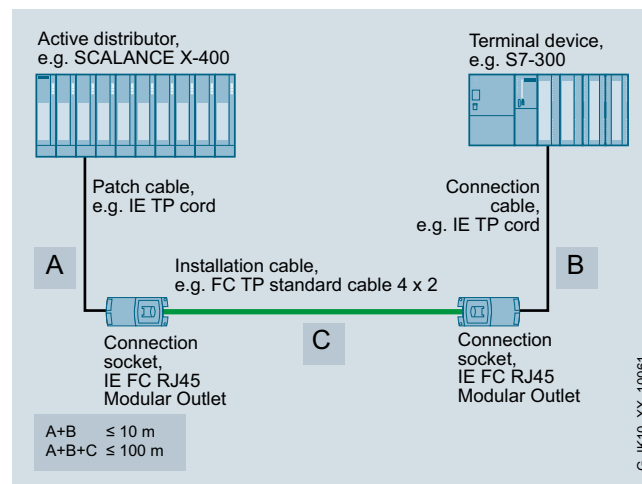 Active distributor,
e.g. SCALANCE X-400
Terminal device,
e.g. S7-300
Patch cable,
e.g. IE TP cord
Connection
cable,
e.g. IE TP cord
A
B
Installation cable,
e.g. FC TP standard cable 4 x 2
C
Connection
socket,
IE FC RJ45
Modular Outlet
Connection
socket,
IE FC RJ45
Modular Outlet
A+B ≤ 10 m
A+B+C ≤ 100 m
G_IK10_XX_10061